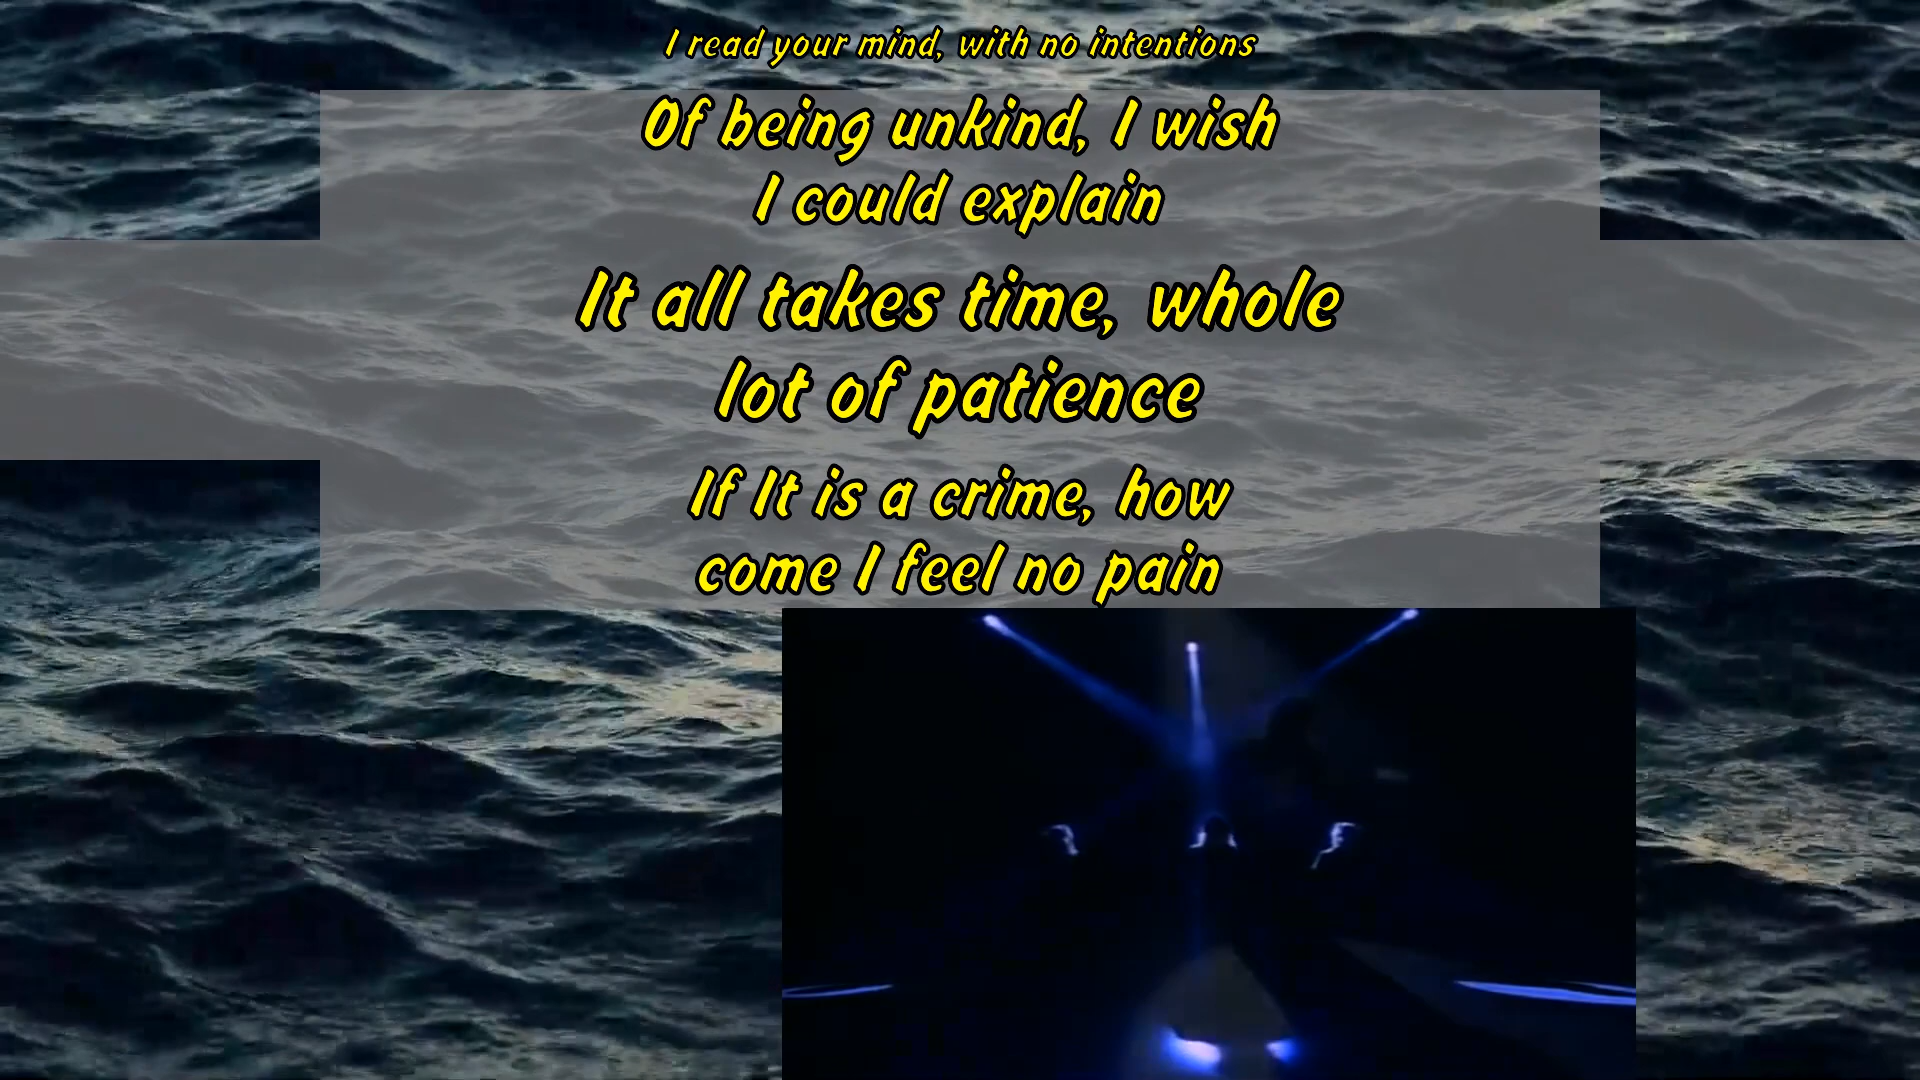 I read your mind, with no intentions
Of being unkind, I wish
I could explain
It all takes time, whole
lot of patience
If It is a crime, how
come I feel no pain